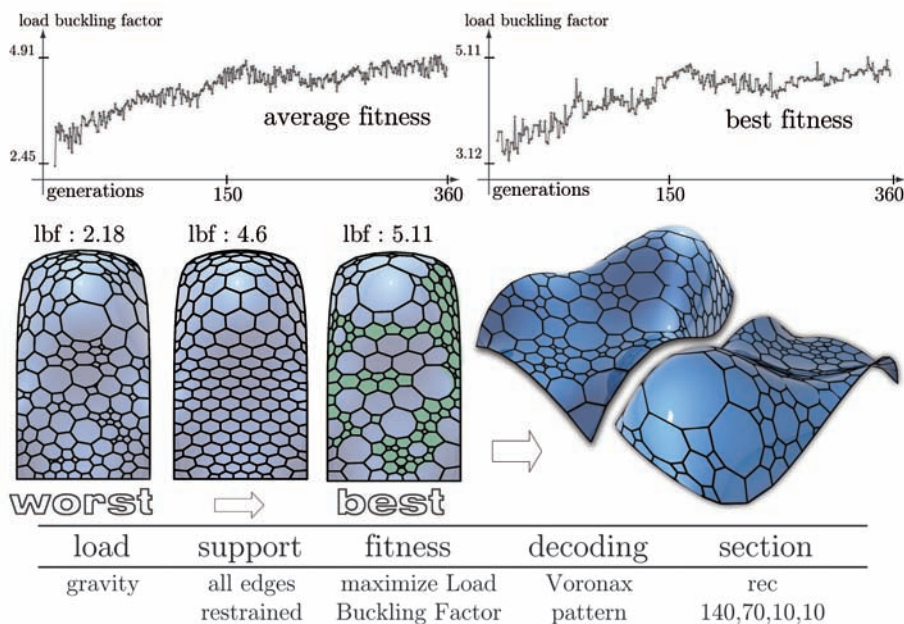 load buckling factor
4.91
2.45
average fitness
generations
150
360
load buckling factor
5.11
3.12
best fitness
generations
150
360
lbf : 2.18
lbf : 4.6
lbf : 5.11
worst
best
load support fitness decoding section
gravity all edges maximize Load Voronax rec
restrained Buckling Factor pattern 140,70,10,10